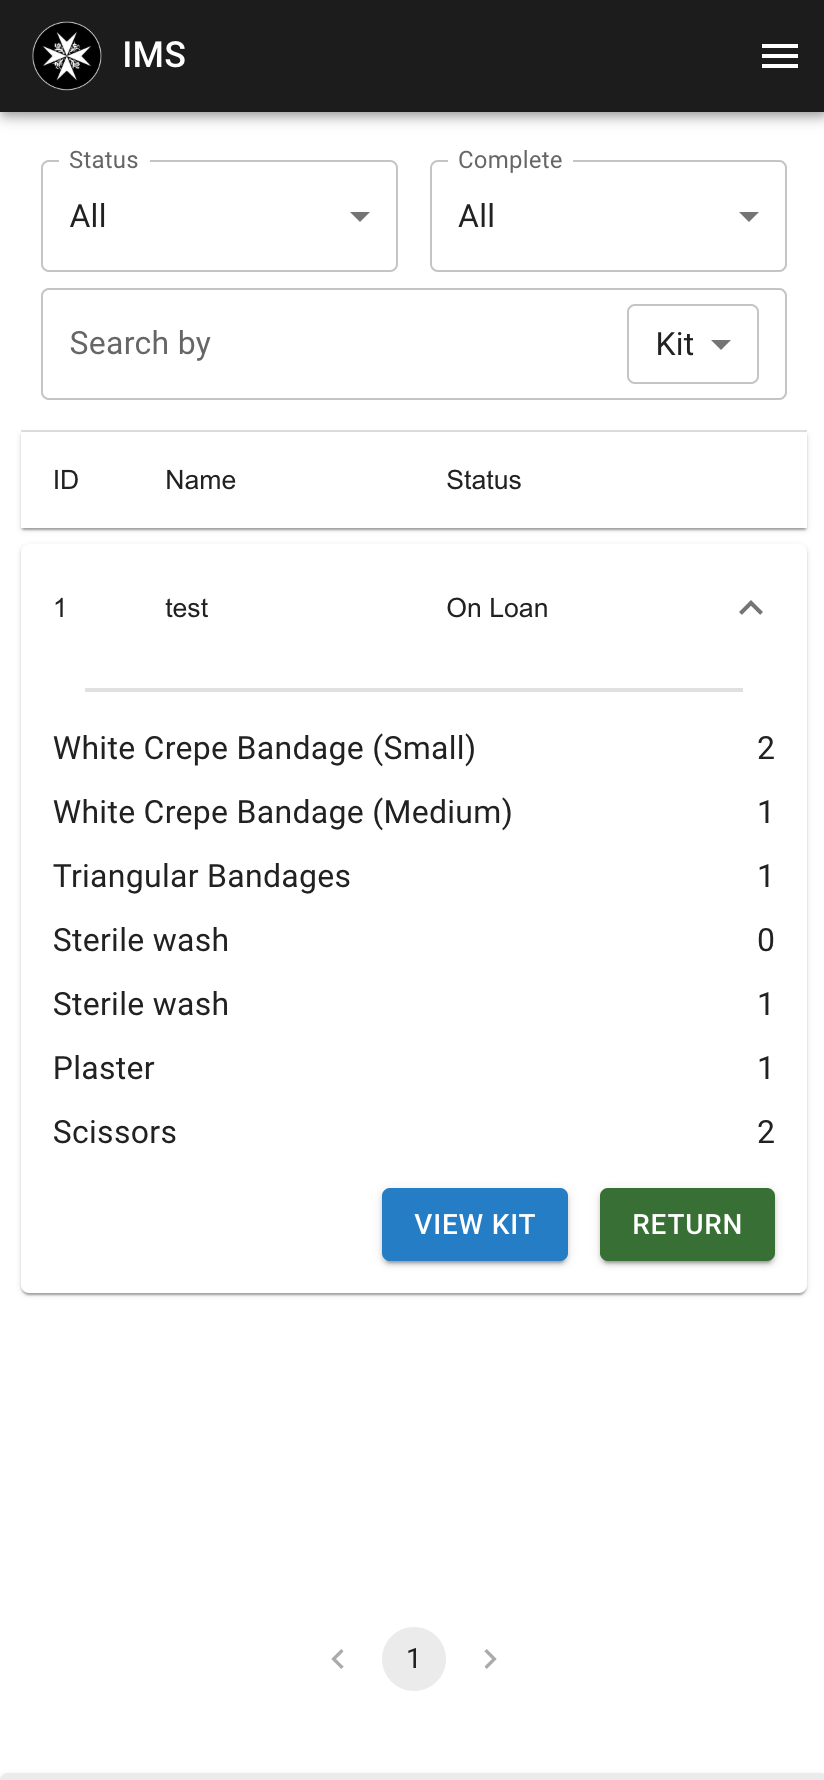 IMS
Status
Complete
All
All
Search by
Kit
ID Name Status
1 test On Loan
White Crepe Bandage (Small) 2
White Crepe Bandage (Medium) 1
Triangular Bandages 1
Sterile wash 0
Sterile wash 1
Plaster 1
Scissors 2
VIEW KIT RETURN
1